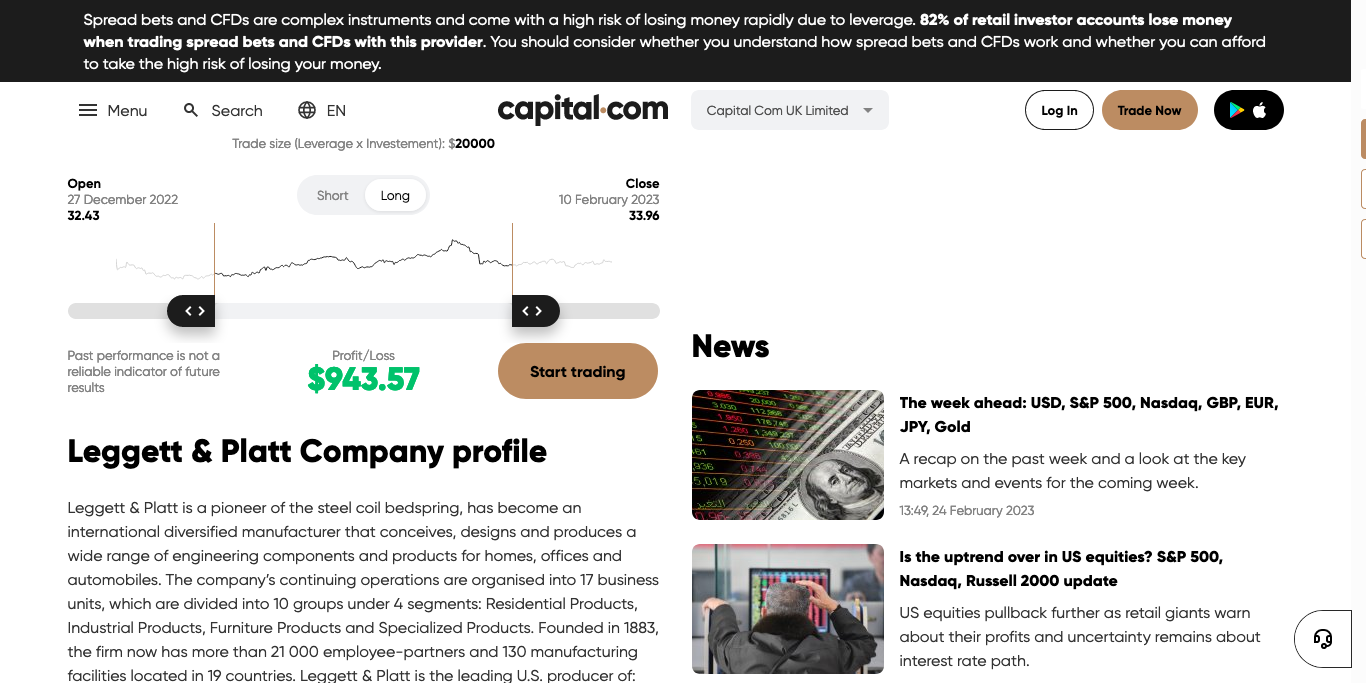 Spread bets and CFDs are complex instruments and come with a high risk of losing money rapidly due to leverage. 82% of retail investor accounts lose money
when trading spread bets and CFDs with this provider. You should consider whether you understand how spread bets and CFDs work and whether you can afford
to take the high risk of losing your money.
Menu Search EN capital.com Capital Com UK Limited Log In Trade Now
Trade size (Leverage x Investement): $20000
Open
27 December 2022
32.43
Short Long
Close
10 February 2023
33.96
Past performance is not a
reliable indicator of future
results
Profit/Loss
$943.57
Start trading
Leggett & Platt Company profile
Leggett & Platt is a pioneer of the steel coil bedspring, has become an
international diversified manufacturer that conceives, designs and produces a
wide range of engineering components and products for homes, offices and
automobiles. The company's continuing operations are organised into 17 business
units, which are divided into 10 groups under 4 segments: Residential Products,
Industrial Products, Furniture Products and Specialized Products. Founded in 1883,
the firm now has more than 21 000 employee-partners and 130 manufacturing
facilities located in 19 countries. Leggett & Platt is the leading U.S. producer of:
News
The week ahead: USD, S&P 500, Nasdaq, GBP, EUR,
JPY, Gold
A recap on the past week and a look at the key
markets and events for the coming week.
13:49, 24 February 2023
Is the uptrend over in US equities? S&P 500,
Nasdaq, Russell 2000 update
US equities pullback further as retail giants warn
about their profits and uncertainty remains about
interest rate path.